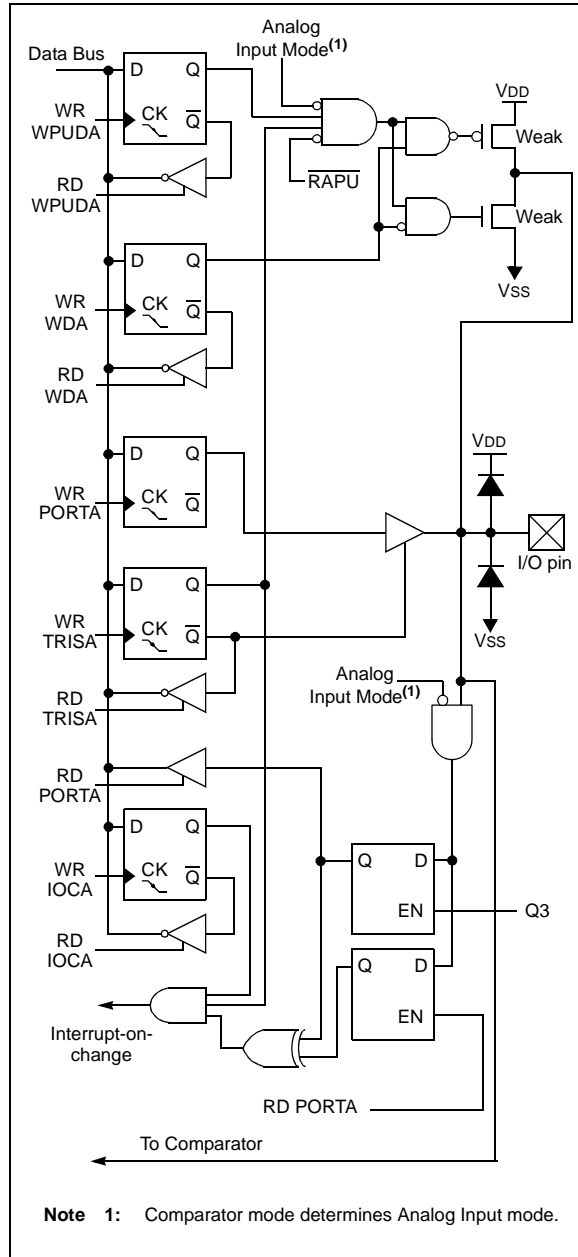 Analog
Input Mode(1)
Data Bus
D Q
WR
WPUDA
CK
Q
RD
WPUDA
RAPU
VDD
Weak
Weak
VSS
D Q
WR
WDA
CK
Q
RD
WDA
D Q
WR
PORTA
CK
Q
VDD
I/O pin
VSS
D Q
WR
TRISA
CK
Q
RD
TRISA
Analog
Input Mode(1)
RD
PORTA
D Q
WR
IOCA
CK
Q
RD
IOCA
Q D
EN
Q3
Q D
EN
Interrupt-on-
change
RD PORTA
To Comparator
Note 1: Comparator mode determines Analog Input mode.